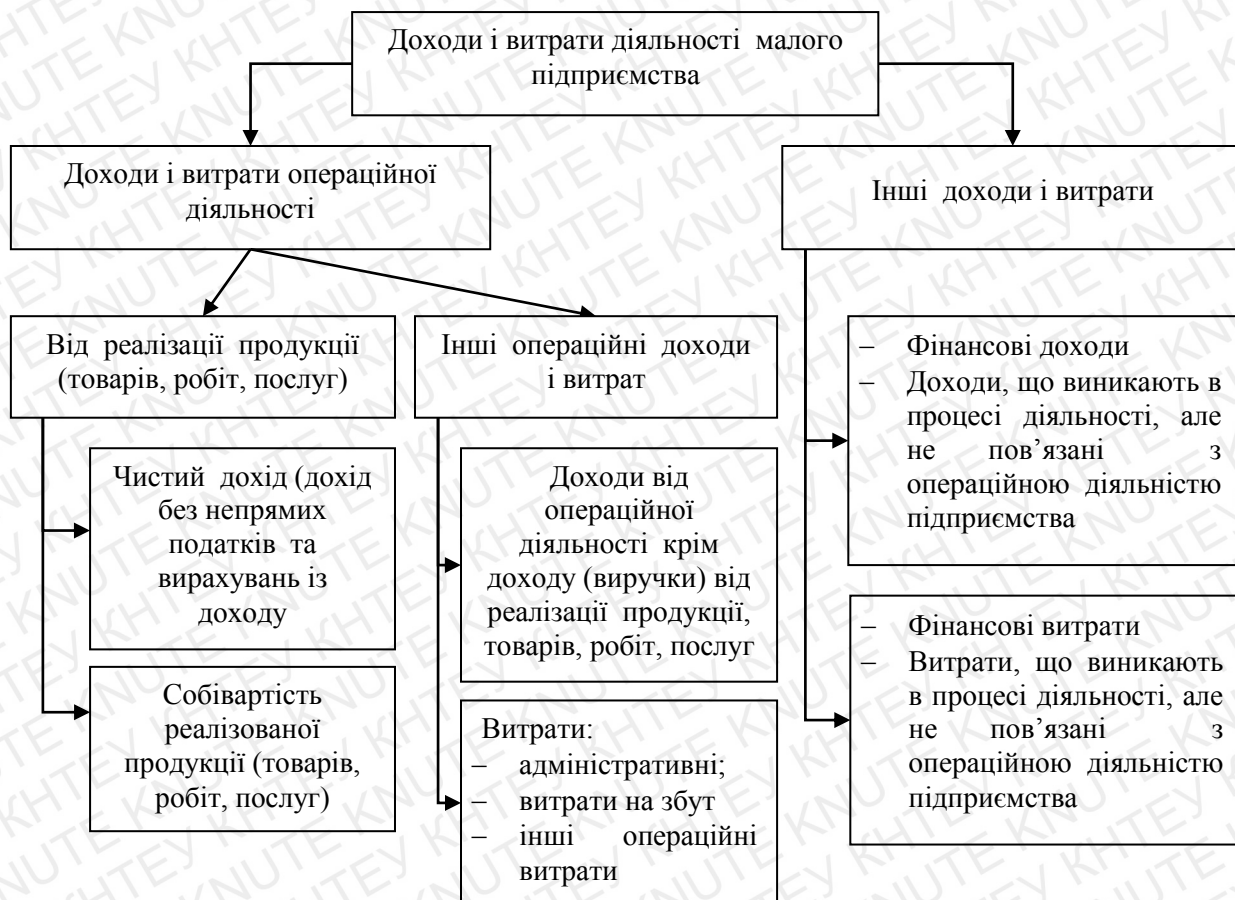 Доходи і витрати діяльності малого
підприємства
Доходи і витрати операційної
діяльності
Інші доходи і витрати
Від реалізації продукції
(товарів, робіт, послуг)
Інші операційні доходи
і витрат
– Фінансові доходи
– Доходи, що виникають в
процесі діяльності, але
не пов’язані з
операційною діяльністю
підприємства
Чистий дохід (дохід
без непрямих
податків та
вирахувань із
доходу
Доходи від
операційної
діяльності крім
доходу (виручки) від
реалізації продукції,
товарів, робіт, послуг
– Фінансові витрати
– Витрати, що виникають
в процесі діяльності, але
не пов’язані з
операційною діяльністю
підприємства
Собівартість
реалізованої
продукції (товарів,
робіт, послуг)
Витрати:
– адміністративні;
– витрати на збут
– інші операційні
витрати